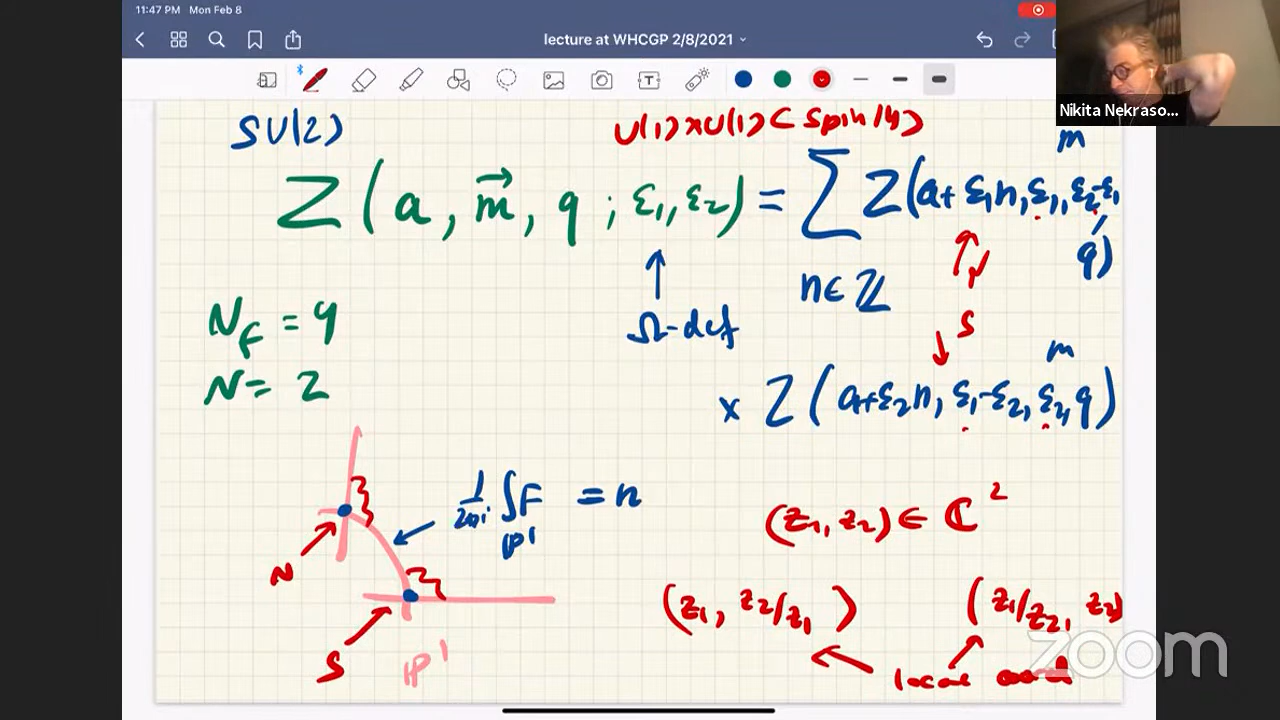 11:47 PM Mon Feb 8
lecture at WHCGP 2/8/2021
Nikita Nekraso...
SU(2)
U(1)×U(1) ⊂ Spin(4)
Z(a, m⃗, q; ε₁, ε₂) = Σ Z(a+ε₁n, ε₁, ε₂-ε₁,
m
q)
n∈ℤ
Ω-def
N
S
N_f = 4
N = 2
m
× Z(a+ε₂n, ε₁-ε₂, ε₂, q)
1/2πi ∫F = n
P¹
(z₁, z₂) ∈ ℂ²
N
(z₁, z₂/z₁)
(z₁/z₂, z₂)
S
P¹
local coord
zoom